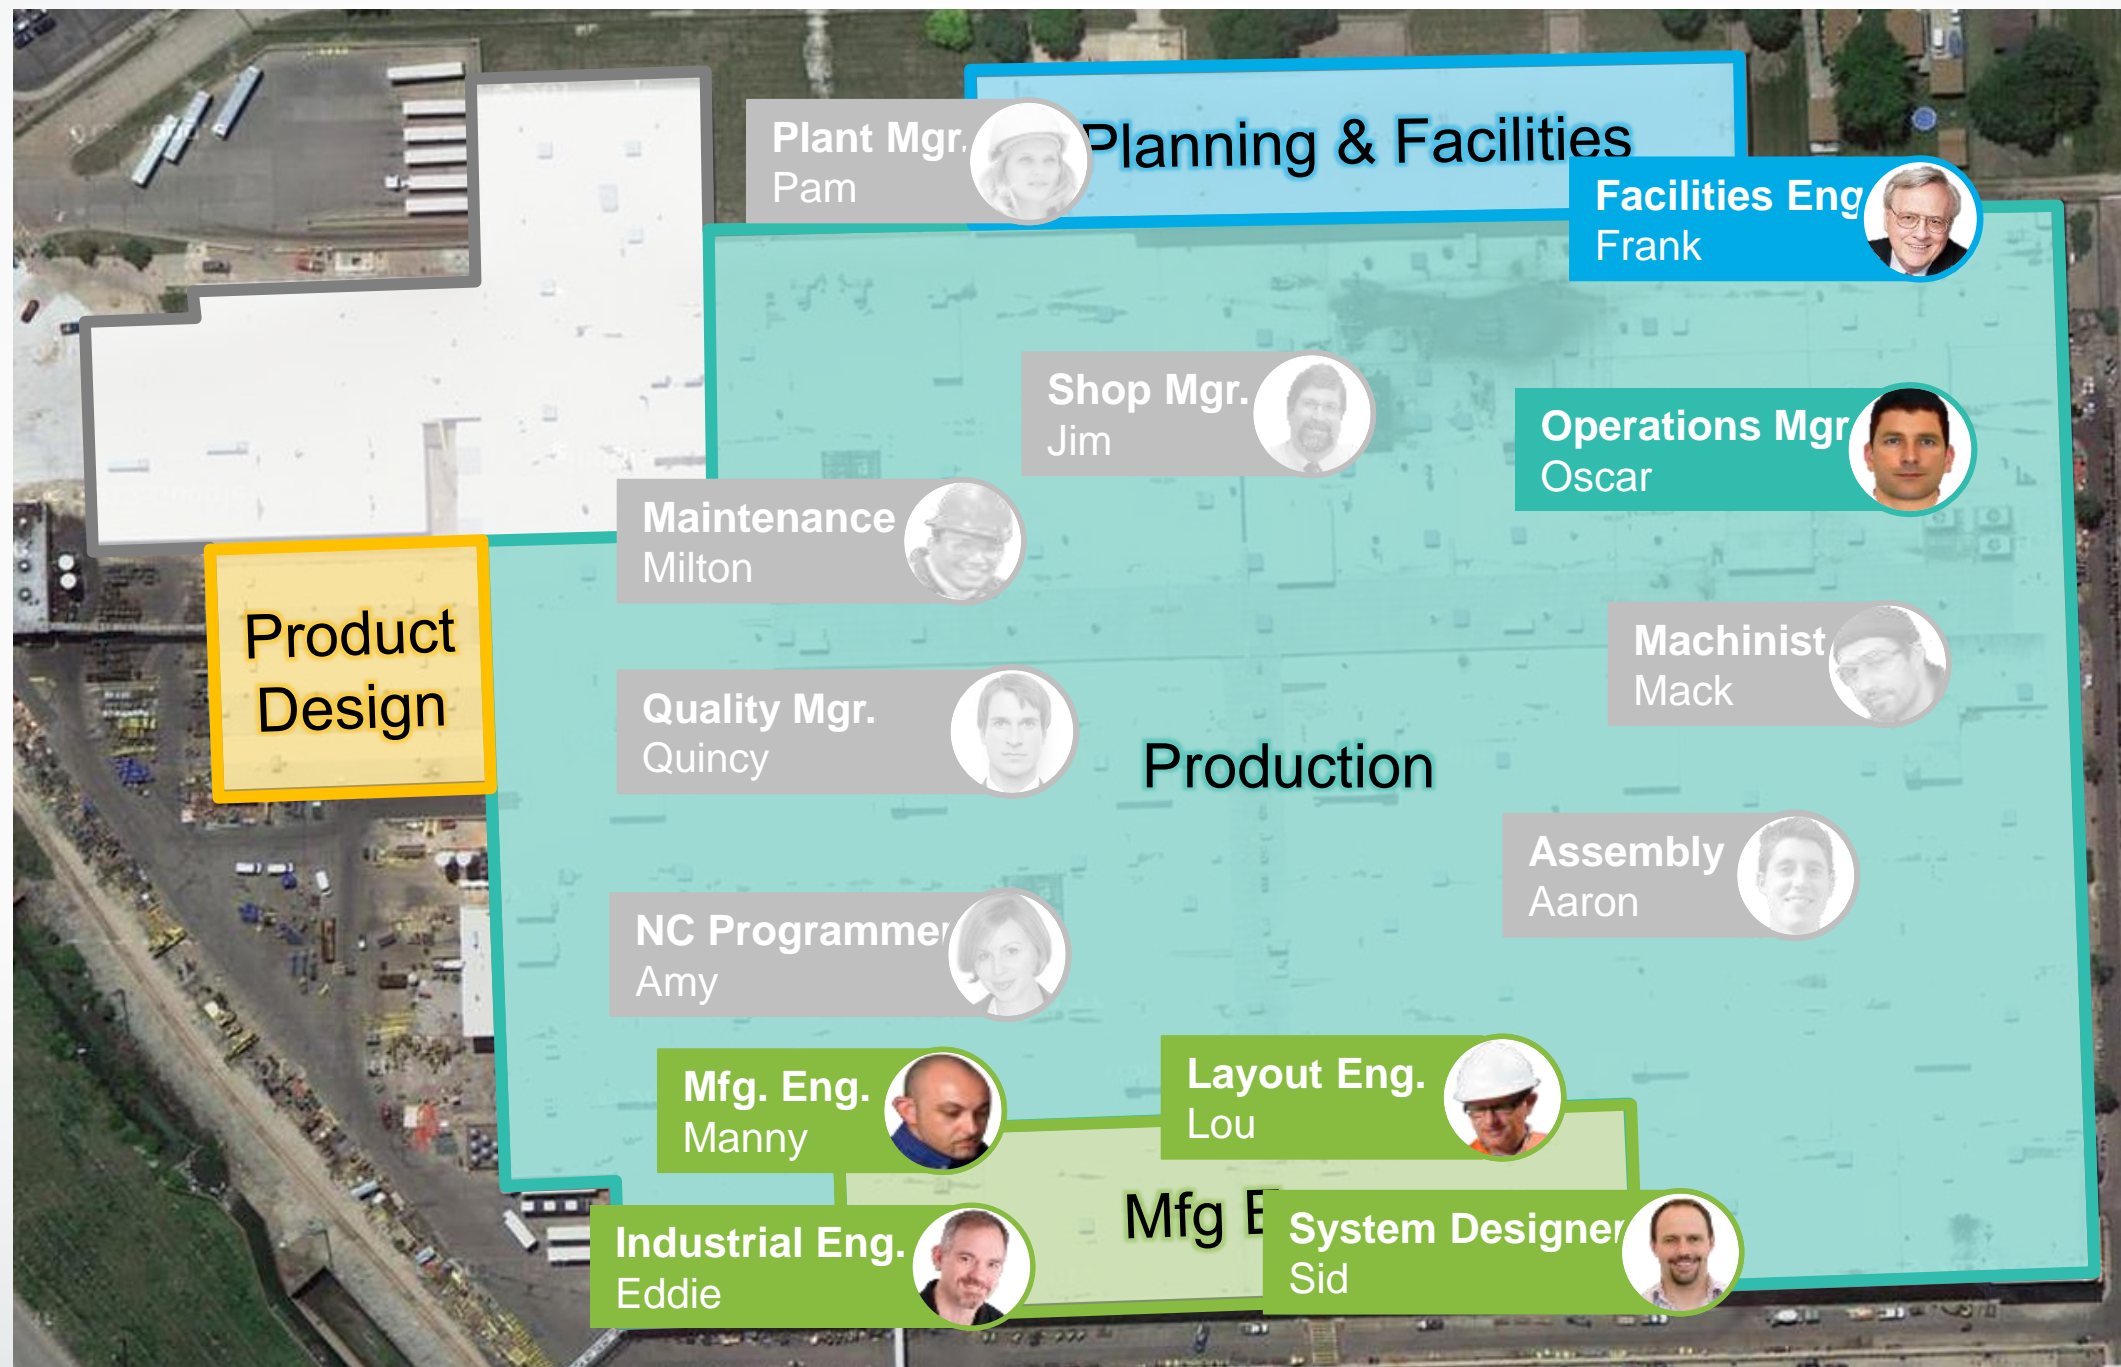 Plant Mgr.
Pam
Planning & Facilities
Facilities Eng
Frank
Shop Mgr.
Jim
Operations Mgr
Oscar
Maintenance
Milton
Product
Design
Machinist
Mack
Quality Mgr.
Quincy
Production
Assembly
Aaron
NC Programmer
Amy
Mfg. Eng.
Manny
Layout Eng.
Lou
Mfg E
Industrial Eng.
Eddie
System Designer
Sid